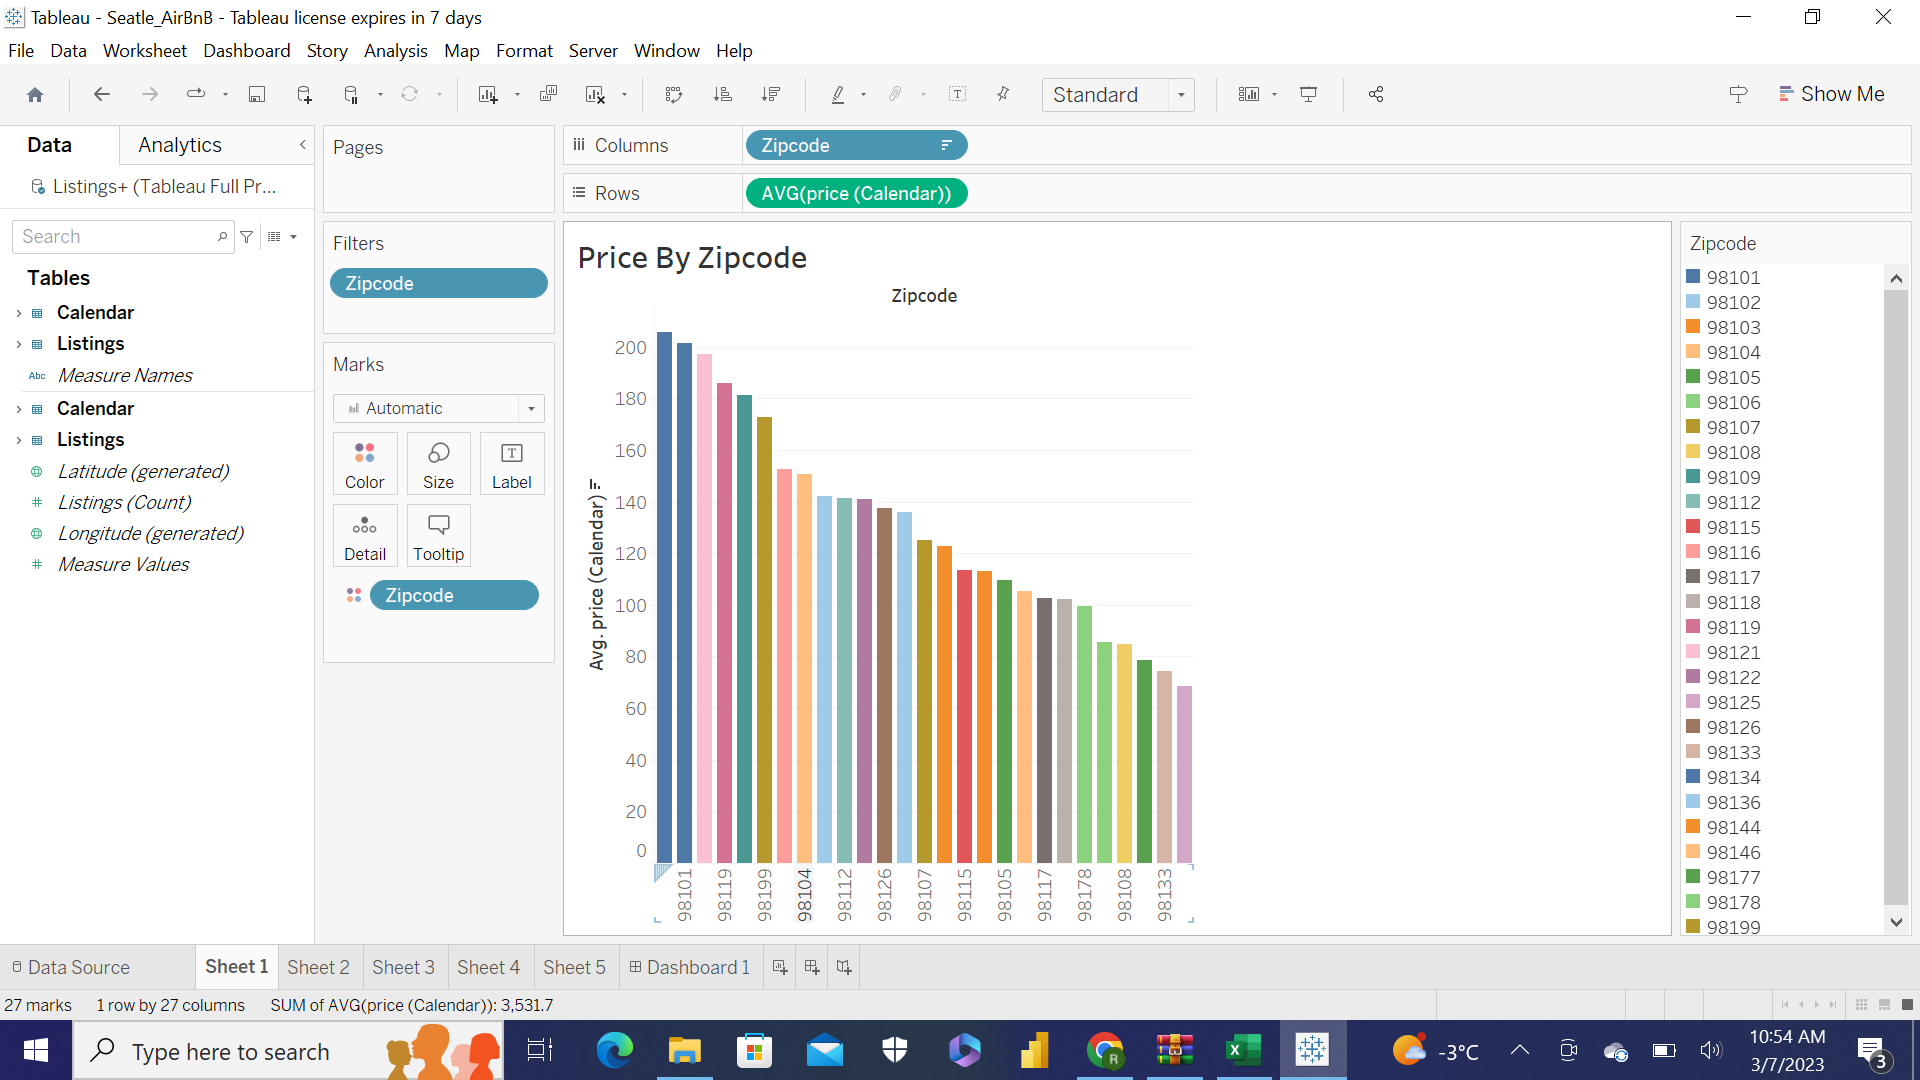 Tableau - Seatle_AirBnB - Tableau license expires in 7 days
File Data Worksheet Dashboard Story Analysis Map Format Server Window Help
Standard
Show Me
Data
Analytics
Listings+ (Tableau Full Pr...
Search
Tables
Calendar
Listings
Abc Measure Names
Calendar
Listings
Latitude (generated)
Listings (Count)
Longitude (generated)
Measure Values
Pages
Filters
Zipcode
Marks
Automatic
Color
Size
Label
Detail
Tooltip
Zipcode
Columns
Zipcode
Rows
AVG(price (Calendar))
Price By Zipcode
Zipcode
Avg. price (Calendar)
200
180
160
140
120
100
80
60
40
20
0
98101
98119
98199
98104
98112
98126
98107
98115
98105
98117
98178
98108
98133
Zipcode
98101
98102
98103
98104
98105
98106
98107
98108
98109
98112
98115
98116
98117
98118
98119
98121
98122
98125
98126
98133
98134
98136
98144
98146
98177
98178
98199
Data Source
Sheet 1
Sheet 2
Sheet 3
Sheet 4
Sheet 5
Dashboard 1
27 marks
1 row by 27 columns
SUM of AVG(price (Calendar)): 3,531.7
Type here to search
-3°C
10:54 AM
3/7/2023
3